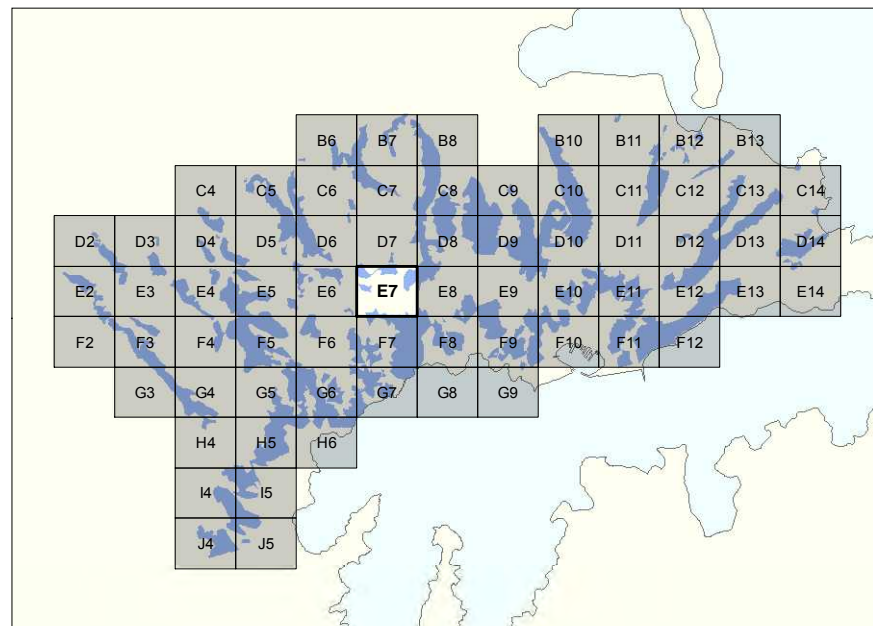 B6 B7 B8 B10 B11 B12 B13
C4 C5 C6 C7 C8 C9 C10 C11 C12 C13 C14
D2 D3 D4 D5 D6 D7 D8 D9 D10 D11 D12 D13 D14
E2 E3 E4 E5 E6 E7 E8 E9 E10 E11 E12 E13 E14
F2 F3 F4 F5 F6 F7 F8 F9 F10 F11 F12
G3 G4 G5 G6 G7 G8 G9
H4 H5 H6
I4 I5
J4 J5